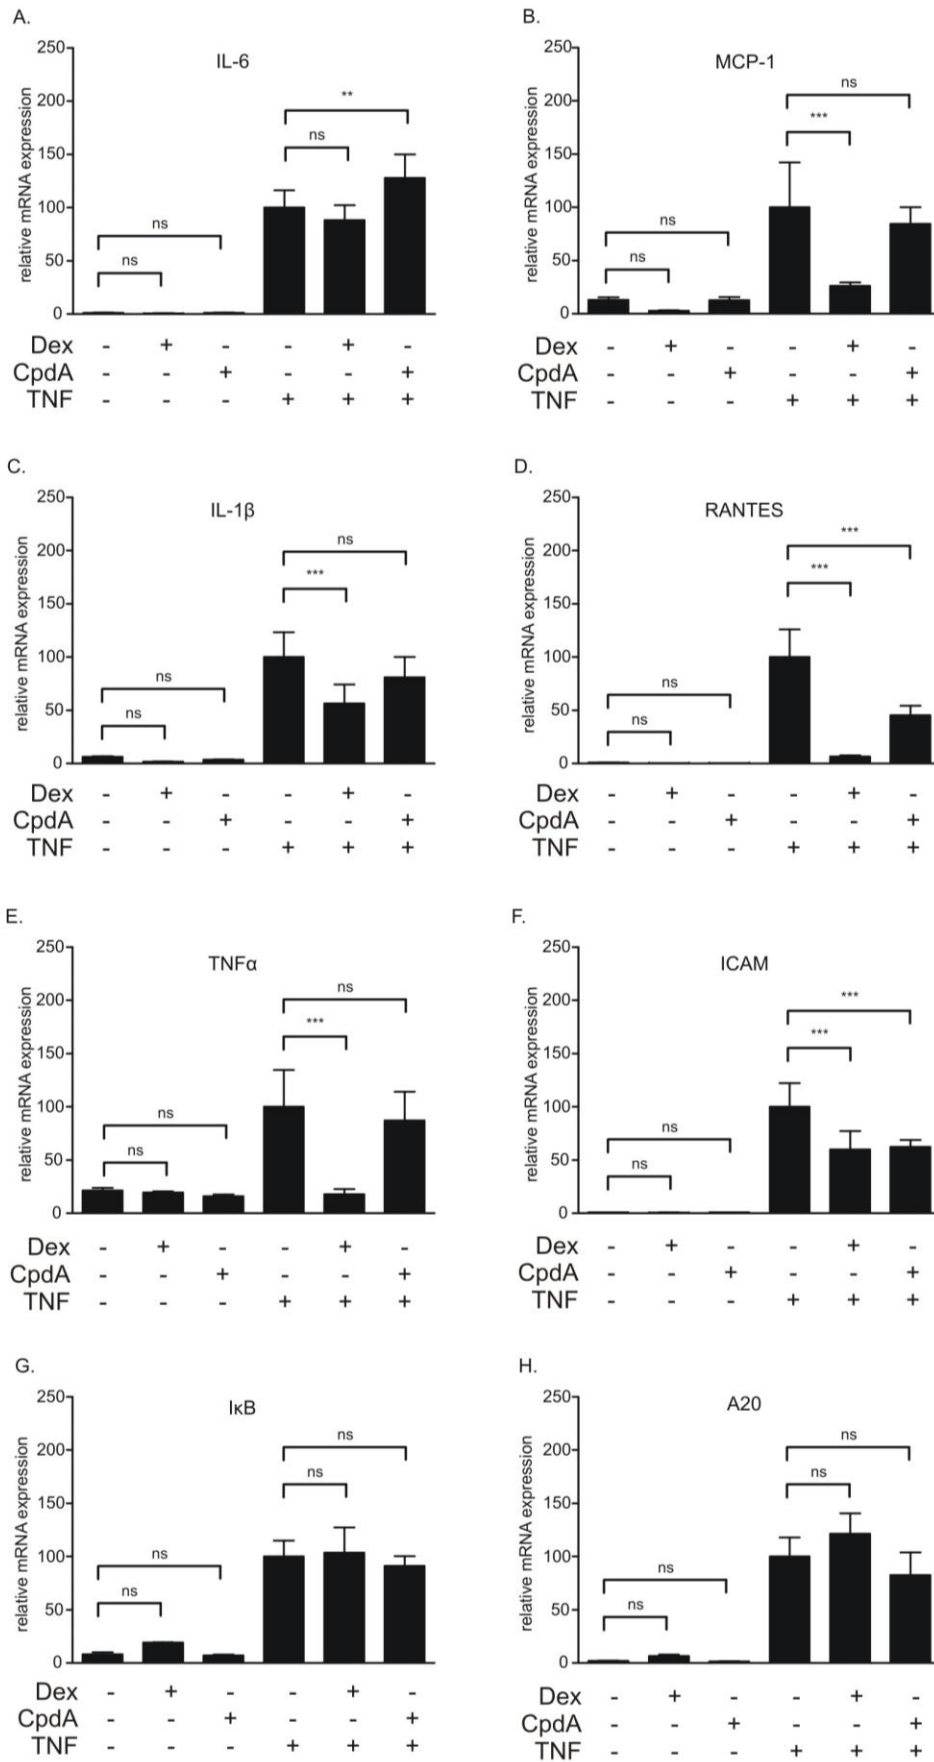 A.
IL-6
relative mRNA expression
250
200
150
100
50
0
**
ns
ns
ns
Dex - + - - + -
CpdA - - + - - +
TNF - - - + + +
B.
MCP-1
relative mRNA expression
250
200
150
100
50
0
ns
***
ns
ns
Dex - + - - + -
CpdA - - + - - +
TNF - - - + + +
C.
IL-1β
relative mRNA expression
250
200
150
100
50
0
ns
***
ns
ns
Dex - + - - + -
CpdA - - + - - +
TNF - - - + + +
D.
RANTES
relative mRNA expression
250
200
150
100
50
0
***
***
ns
ns
Dex - + - - + -
CpdA - - + - - +
TNF - - - + + +
E.
TNFα
relative mRNA expression
250
200
150
100
50
0
ns
***
ns
ns
Dex - + - - + -
CpdA - - + - - +
TNF - - - + + +
F.
ICAM
relative mRNA expression
250
200
150
100
50
0
***
***
ns
ns
Dex - + - - + -
CpdA - - + - - +
TNF - - - + + +
G.
IκB
relative mRNA expression
250
200
150
100
50
0
ns
ns
ns
ns
Dex - + - - + -
CpdA - - + - - +
TNF - - - + + +
H.
A20
relative mRNA expression
250
200
150
100
50
0
ns
ns
ns
ns
Dex - + - - + -
CpdA - - + - - +
TNF - - - + + +